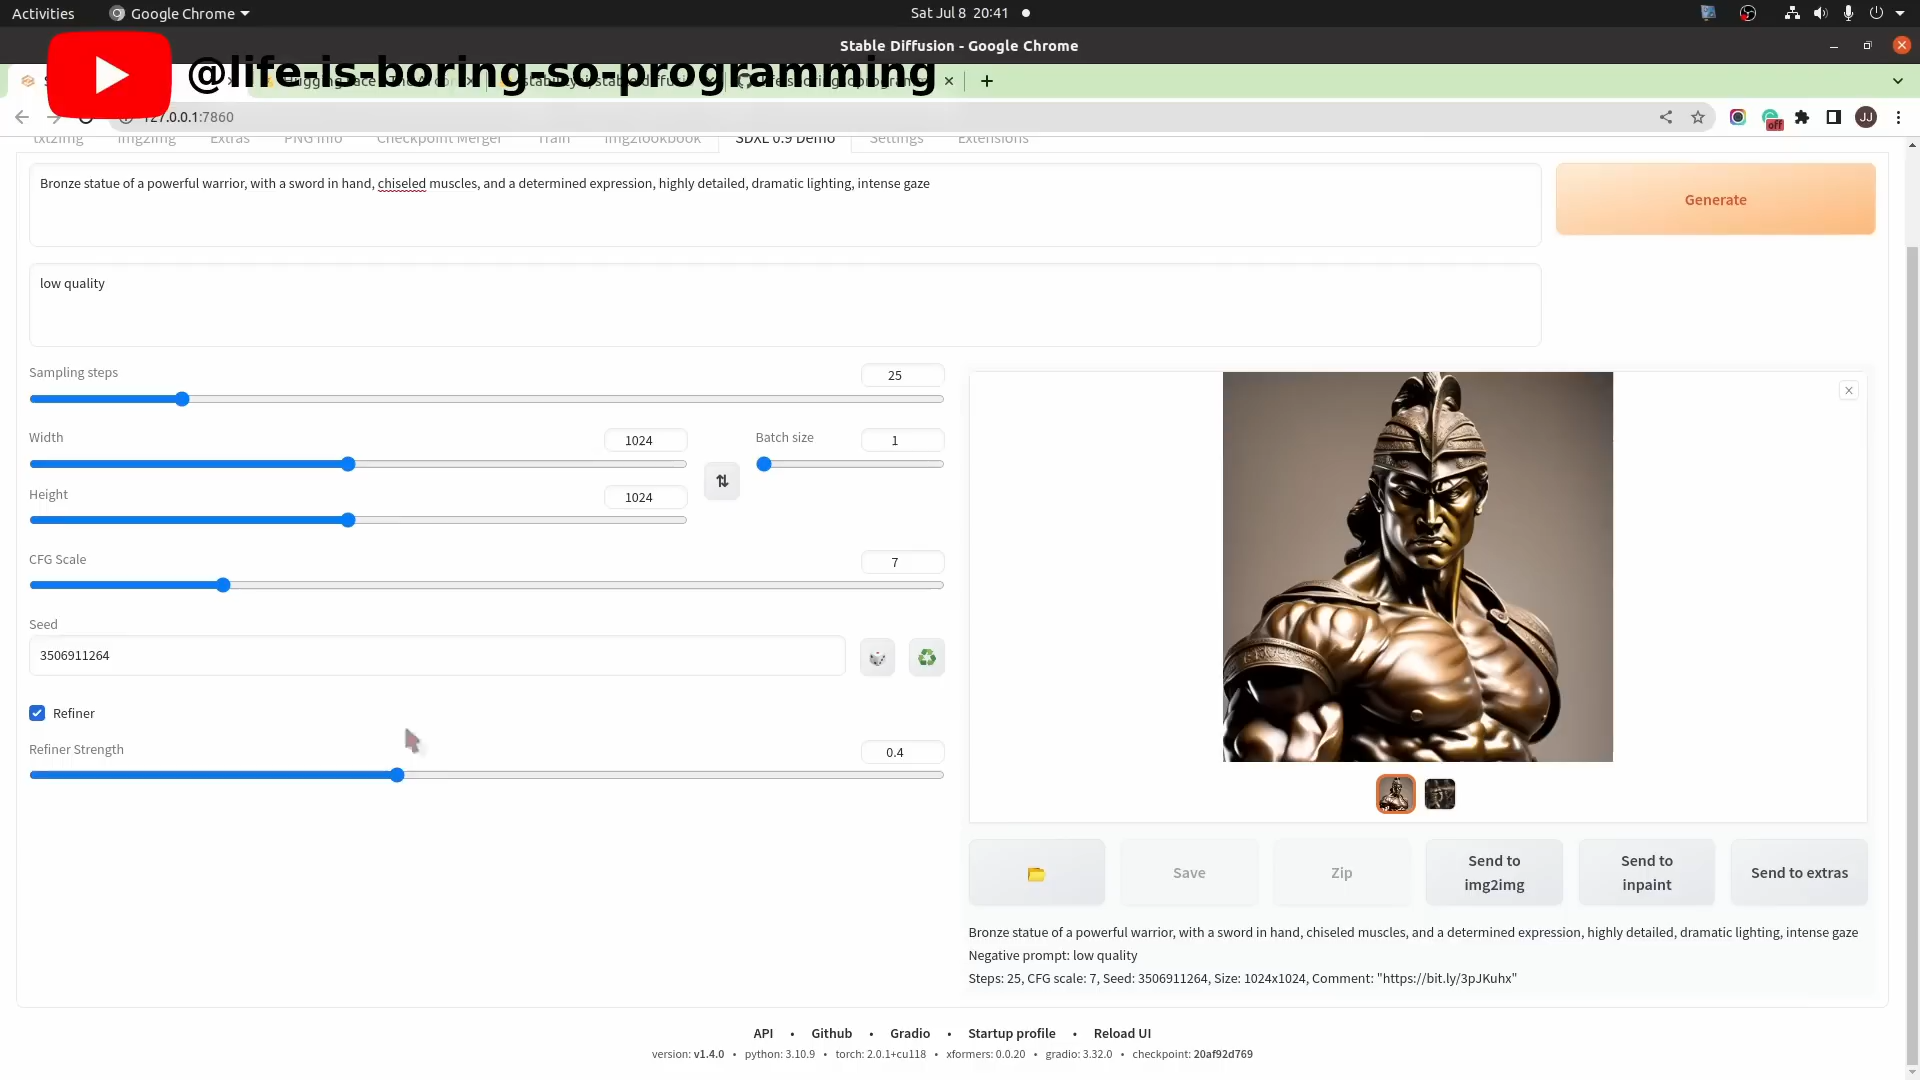 Activities
Google Chrome
Sat Jul 8 20:41
Stable Diffusion - Google Chrome
@life-is-boring-so-programming
127.0.0.1:7860
JJ
off
txt2img
img2img
Extras
PNG Info
Checkpoint Merger
Train
img2lookbook
SDXL 0.9 Demo
Settings
Extensions
Bronze statue of a powerful warrior, with a sword in hand, chiseled muscles, and a determined expression, highly detailed, dramatic lighting, intense gaze
Generate
low quality
Sampling steps
25
Width
1024
Batch size
1
Height
1024
CFG Scale
7
Seed
3506911264
Refiner
Refiner Strength
0.4
Save
Zip
Send to
img2img
Send to
inpaint
Send to extras
Bronze statue of a powerful warrior, with a sword in hand, chiseled muscles, and a determined expression, highly detailed, dramatic lighting, intense gaze
Negative prompt: low quality
Steps: 25, CFG scale: 7, Seed: 3506911264, Size: 1024x1024, Comment: "https://bit.ly/3pJKuhx"
API • Github • Gradio • Startup profile • Reload UI
version: v1.4.0 • python: 3.10.9 • torch: 2.0.1+cu118 • xformers: 0.0.20 • gradio: 3.32.0 • checkpoint: 20af92d769